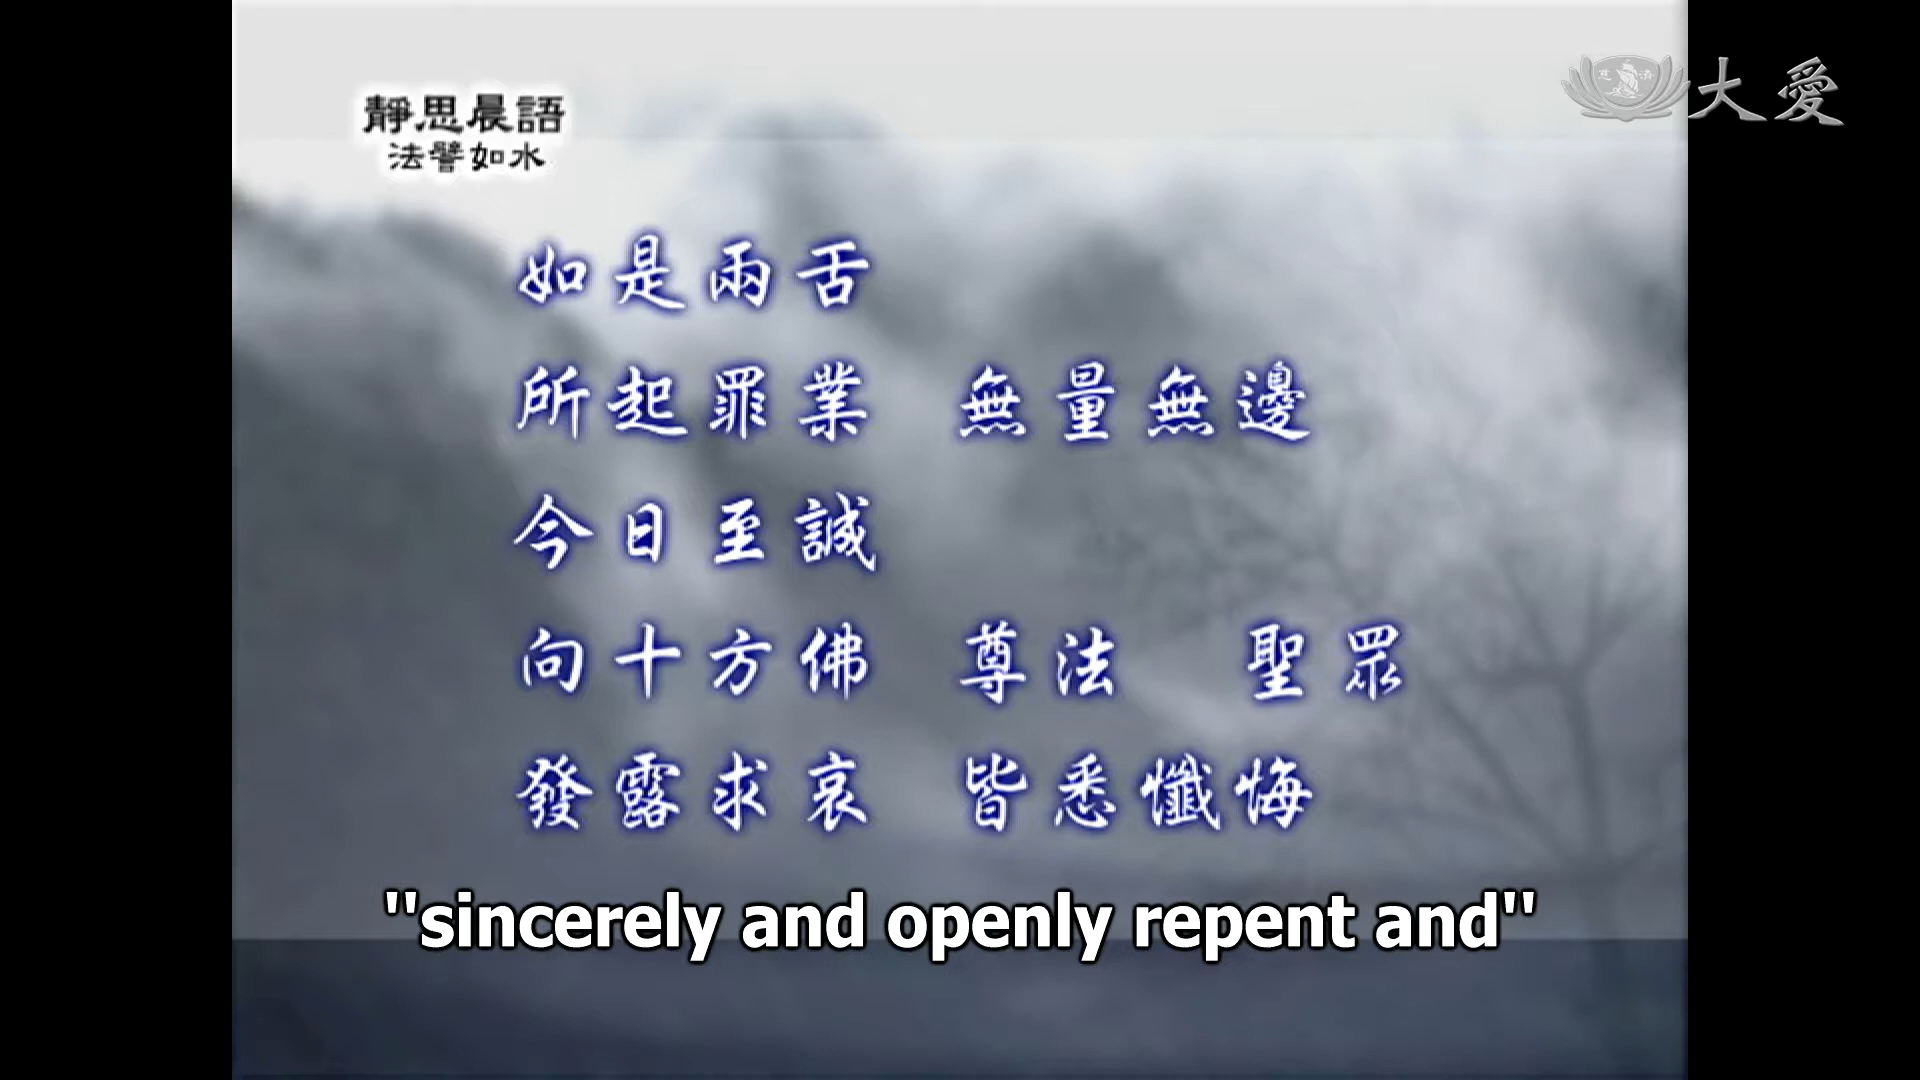 靜思晨語
法譬如水
大愛
慈濟
如是兩舌
所起罪業 無量無邊
今日至誠
向十方佛 尊法 聖眾
發露求哀 皆悉懺悔
"sincerely and openly repent and"